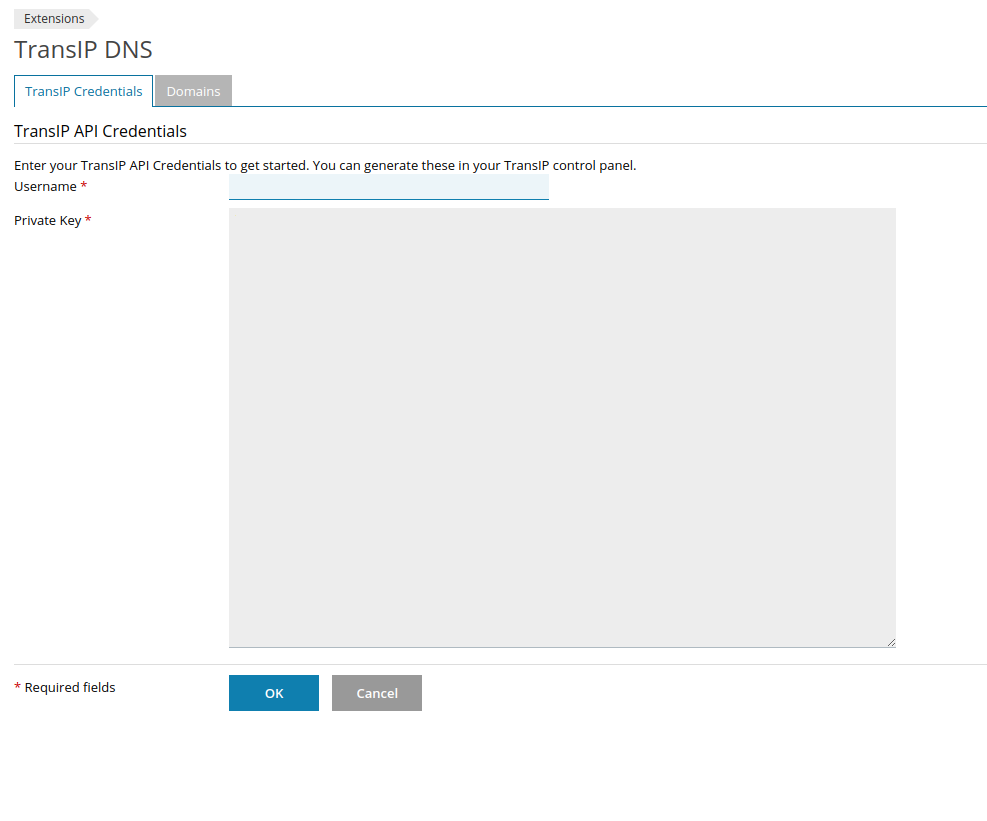 Extensions
TransIP DNS
TransIP Credentials
Domains
TransIP API Credentials
Enter your TransIP API Credentials to get started. You can generate these in your TransIP control panel.
Username *
Private Key *
* Required fields
OK
Cancel